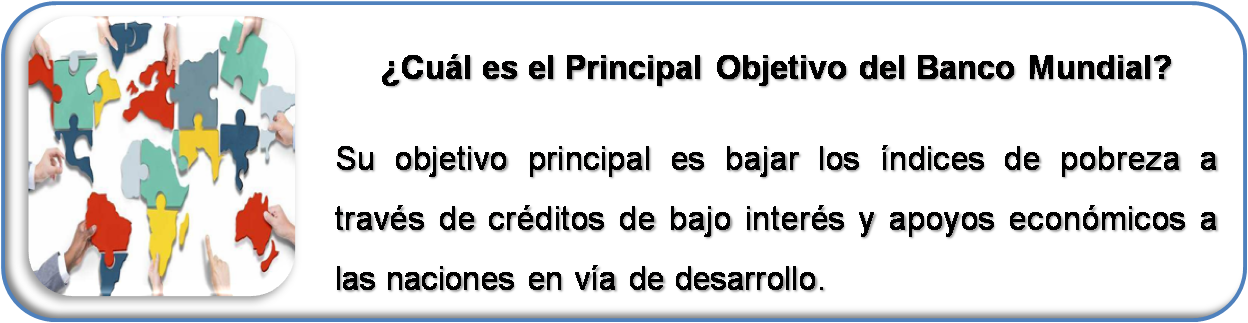 ¿Cuál es el Principal Objetivo del Banco Mundial?
Su objetivo principal es bajar los índices de pobreza a
través de créditos de bajo interés y apoyos económicos a
las naciones en vía de desarrollo.